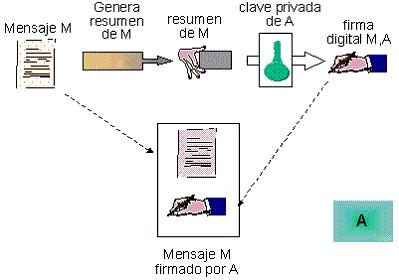 Mensaje M
Genera
resumen
de M
resumen
de M
clave privada
de A
firma
digital M,A
A
Mensaje M
firmado por A